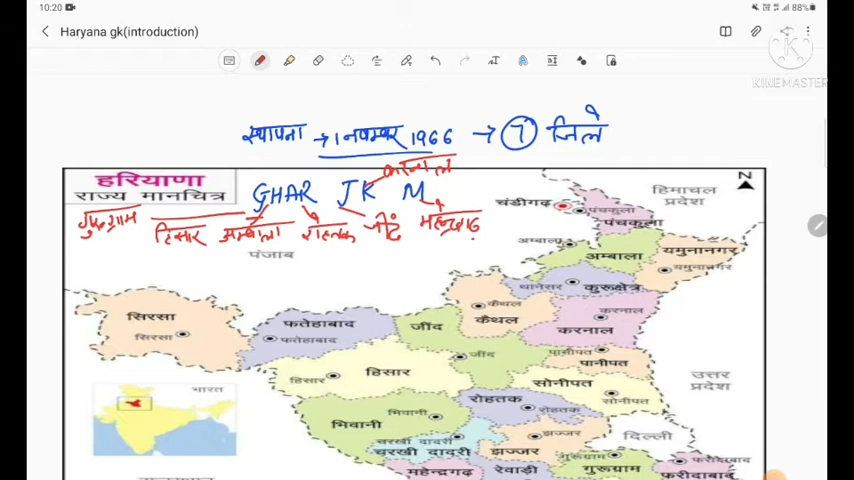 10:20
88%
Haryana gk(introduction)
KINEMASTER
स्थापना → 1 नवम्बर 1966 → 7 जिले
करनाल
हरियाणा
राज्य मानचित्र
GHAR JK M
गुरुग्राम हिसार अम्बाला रोहतक जींद
N
हिमाचल
प्रदेश
चंडीगढ़
पंचकुला
पंचकुला
पंजाब
अम्बाला
अंबाला
यमुनानगर
यमुनानगर
थानेसर
कुरुक्षेत्र
सिरसा
सिरसा
फतेहाबाद
फतेहाबाद
कैथल
कैथल
करनाल
करनाल
जींद
जींद
पानीपत
पानीपत
हिसार
हिसार
सोनीपत
सोनीपत
उत्तर
प्रदेश
भारत
रोहतक
रोहतक
भिवानी
भिवानी
चरखी दादरी
चरखी दादरी
झज्जर
झज्जर
दिल्ली
गुरूग्राम
गुरूग्राम
फरीदाबाद
फरीदाबाद
महेन्द्रगढ़
रेवाड़ी